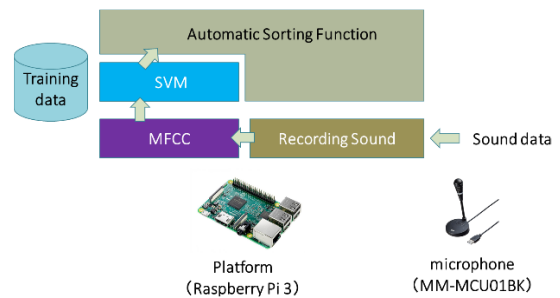 Automatic Sorting Function
Training
data
SVM
MFCC
Recording Sound
Sound data
Platform
（Raspberry Pi 3）
microphone
（MM-MCU01BK）